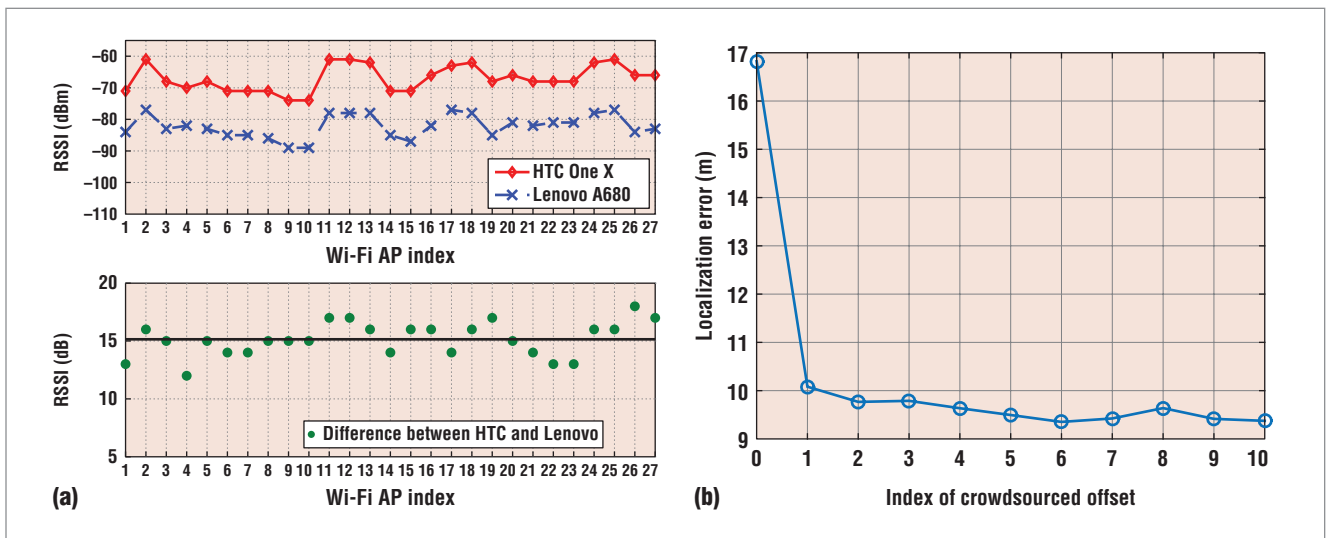 –60
–70
–80
–90
–100
–110
RSSI (dBm)
HTC One X
Lenovo A680
1 2 3 4 5 6 7 8 9 10 11 12 13 14 15 16 17 18 19 20 21 22 23 24 25 26 27
Wi-Fi AP index
20
15
10
5
RSSI (dB)
Difference between HTC and Lenovo
1 2 3 4 5 6 7 8 9 10 11 12 13 14 15 16 17 18 19 20 21 22 23 24 25 26 27
(a)
Wi-Fi AP index
17
16
15
14
13
12
11
10
9
Localization error (m)
0 1 2 3 4 5 6 7 8 9 10
(b)
Index of crowdsourced offset